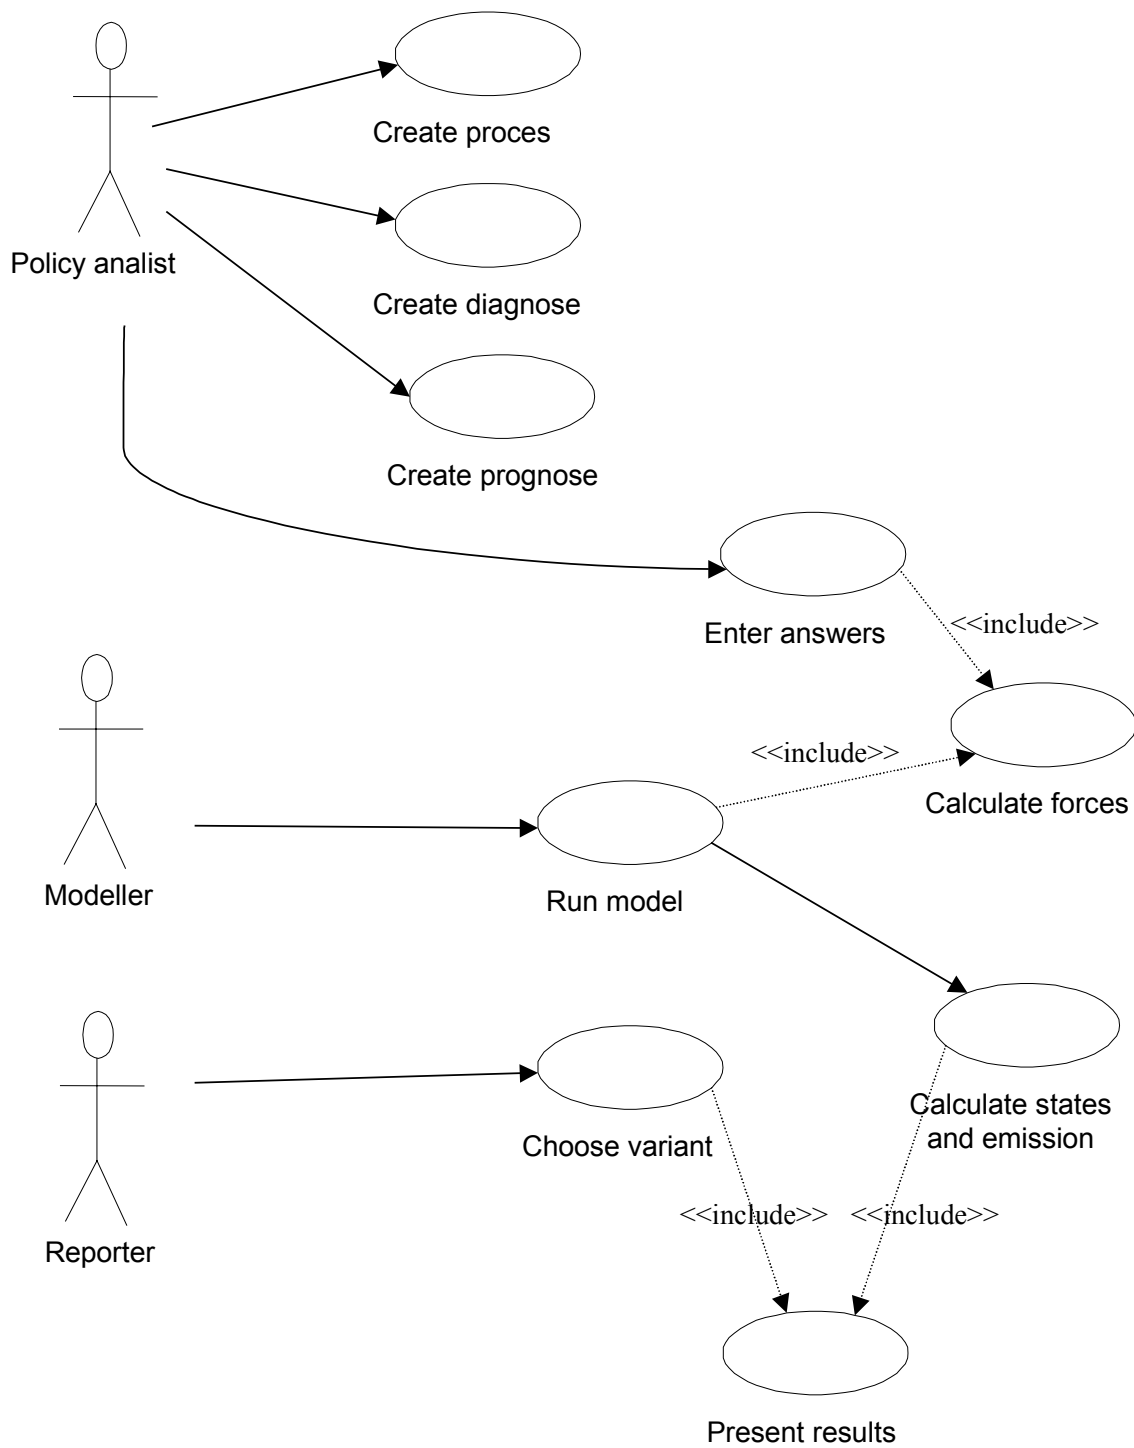 Create proces
Policy analist
Create diagnose
Create prognose
Enter answers
<<include>>
<<include>>
Calculate forces
Modeller
Run model
Calculate states
and emission
Choose variant
<<include>>
<<include>>
Reporter
Present results